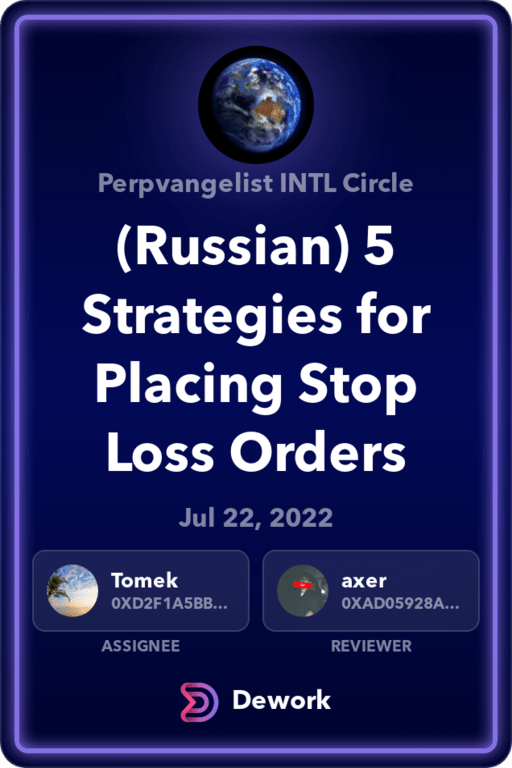 Perpvangelist INTL Circle
(Russian) 5
Strategies for
Placing Stop
Loss Orders
Jul 22, 2022
Tomek
0XD2F1A5BB...
ASSIGNEE
axer
0XAD05928A...
REVIEWER
Dework